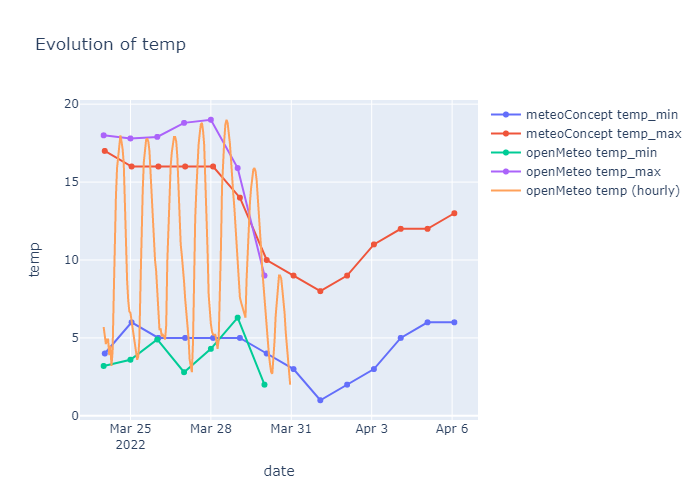 Evolution of temp
meteoConcept temp_min
meteoConcept temp_max
openMeteo temp_min
openMeteo temp_max
openMeteo temp (hourly)
20
15
10
5
0
temp
Mar 25
2022
Mar 28
Mar 31
Apr 3
Apr 6
date